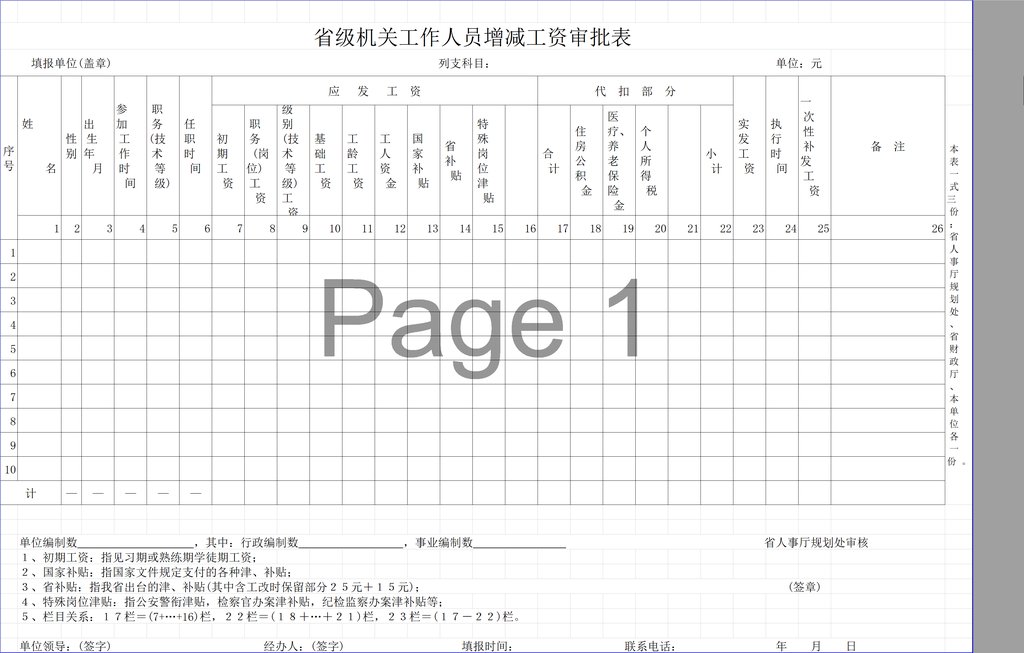 省级机关工作人员增减工资审批表
填报单位(盖章)
列支科目：
单位：元
序号
姓名
性别
出生年月
参加工作时间
职务(技术等级)
任职时间
应发工资
初期工资
职务(岗位)工资
级别(技术等级)工资
基础工资
工龄工资
工人资金
国家补贴
省补贴
特殊岗位津贴
合计
代扣部分
住房公积金
医疗、养老保险金
个人所得税
小计
实发工资
执行时间
一次性补发工资
备注
1 2 3 4 5 6 7 8 9 10 11 12 13 14 15 16 17 18 19 20 21 22 23 24 25 26
1
2
3
4
5
6
7
8
9
10
计 — — — — —
本表一式三份；省人事厅规划处、省财政厅、本单位各一份。
Page 1
单位编制数____________，其中：行政编制数____________，事业编制数____________
省人事厅规划处审核
１、初期工资：指见习期或熟练期学徒期工资；
２、国家补贴：指国家文件规定支付的各种津、补贴；
３、省补贴：指我省出台的津、补贴(其中含工改时保留部分２５元＋１５元)；
(签章)
４、特殊岗位津贴：指公安警衔津贴，检察官办案津补贴，纪检监察办案津补贴等；
５、栏目关系：１７栏＝(7+…+16)栏，２２栏＝(１８＋…＋２１)栏，２３栏＝(１７－２２)栏。
单位领导：(签字)
经办人：(签字)
填报时间：
联系电话：
年 月 日